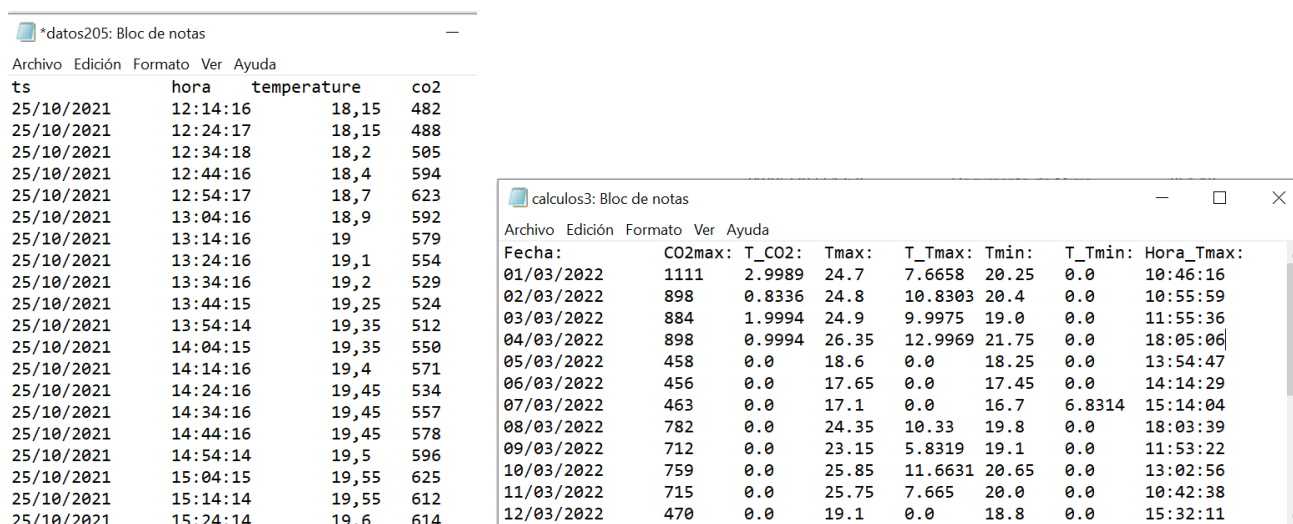 *datos205: Bloc de notas
Archivo Edición Formato Ver Ayuda
ts hora temperature co2
25/10/2021 12:14:16 18,15 482
25/10/2021 12:24:17 18,15 488
25/10/2021 12:34:18 18,2 505
25/10/2021 12:44:16 18,4 594
25/10/2021 12:54:17 18,7 623
25/10/2021 13:04:16 18,9 592
25/10/2021 13:14:16 19 579
25/10/2021 13:24:16 19,1 554
25/10/2021 13:34:16 19,2 529
25/10/2021 13:44:15 19,25 524
25/10/2021 13:54:14 19,35 512
25/10/2021 14:04:15 19,35 550
25/10/2021 14:14:16 19,4 571
25/10/2021 14:24:16 19,45 534
25/10/2021 14:34:16 19,45 557
25/10/2021 14:44:16 19,45 578
25/10/2021 14:54:14 19,5 596
25/10/2021 15:04:15 19,55 625
25/10/2021 15:14:14 19,55 612
25/10/2021 15:24:14 19.6 614
calculos3: Bloc de notas
Archivo Edición Formato Ver Ayuda
Fecha: CO2max: T_CO2: Tmax: T_Tmax: Tmin: T_Tmin: Hora_Tmax:
01/03/2022 1111 2.9989 24.7 7.6658 20.25 0.0 10:46:16
02/03/2022 898 0.8336 24.8 10.8303 20.4 0.0 10:55:59
03/03/2022 884 1.9994 24.9 9.9975 19.0 0.0 11:55:36
04/03/2022 898 0.9994 26.35 12.9969 21.75 0.0 18:05:06
05/03/2022 458 0.0 18.6 0.0 18.25 0.0 13:54:47
06/03/2022 456 0.0 17.65 0.0 17.45 0.0 14:14:29
07/03/2022 463 0.0 17.1 0.0 16.7 6.8314 15:14:04
08/03/2022 782 0.0 24.35 10.33 19.8 0.0 18:03:39
09/03/2022 712 0.0 23.15 5.8319 19.1 0.0 11:53:22
10/03/2022 759 0.0 25.85 11.6631 20.65 0.0 13:02:56
11/03/2022 715 0.0 25.75 7.665 20.0 0.0 10:42:38
12/03/2022 470 0.0 19.1 0.0 18.8 0.0 15:32:11